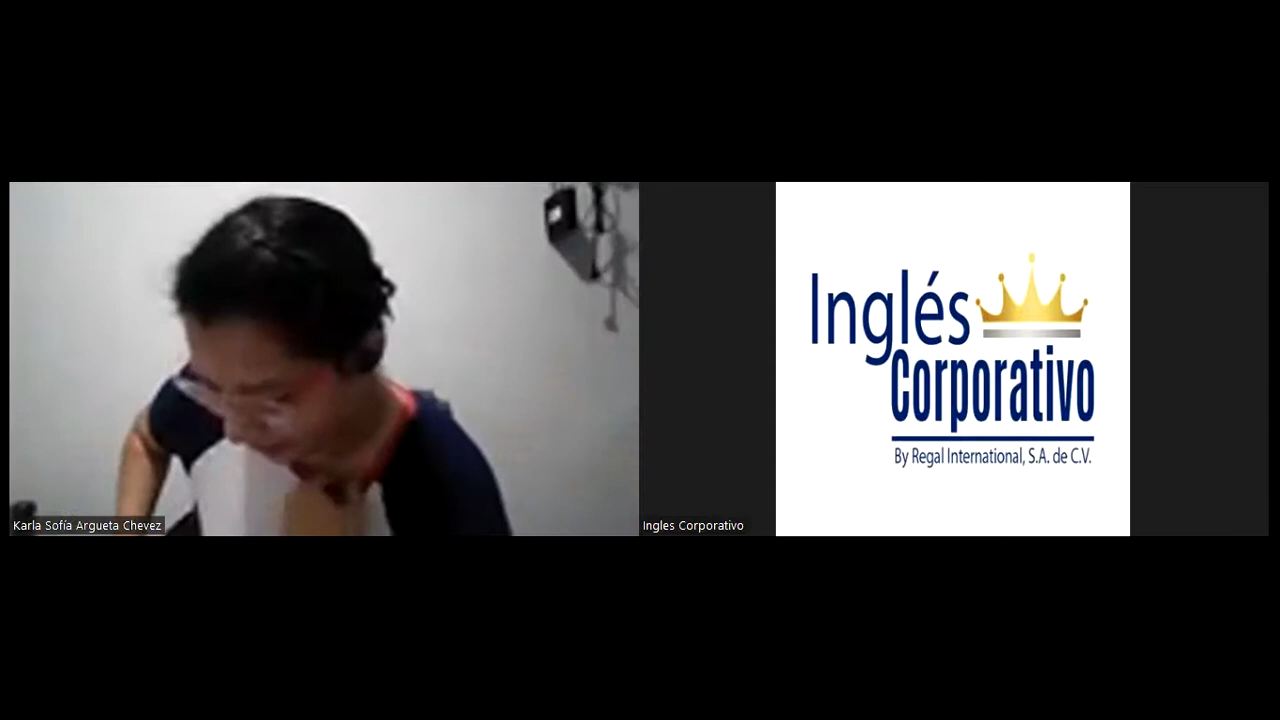 Inglés
Corporativo
By Regal International, S.A. de C.V.
Karla Sofía Argueta Chevez
Ingles Corporativo